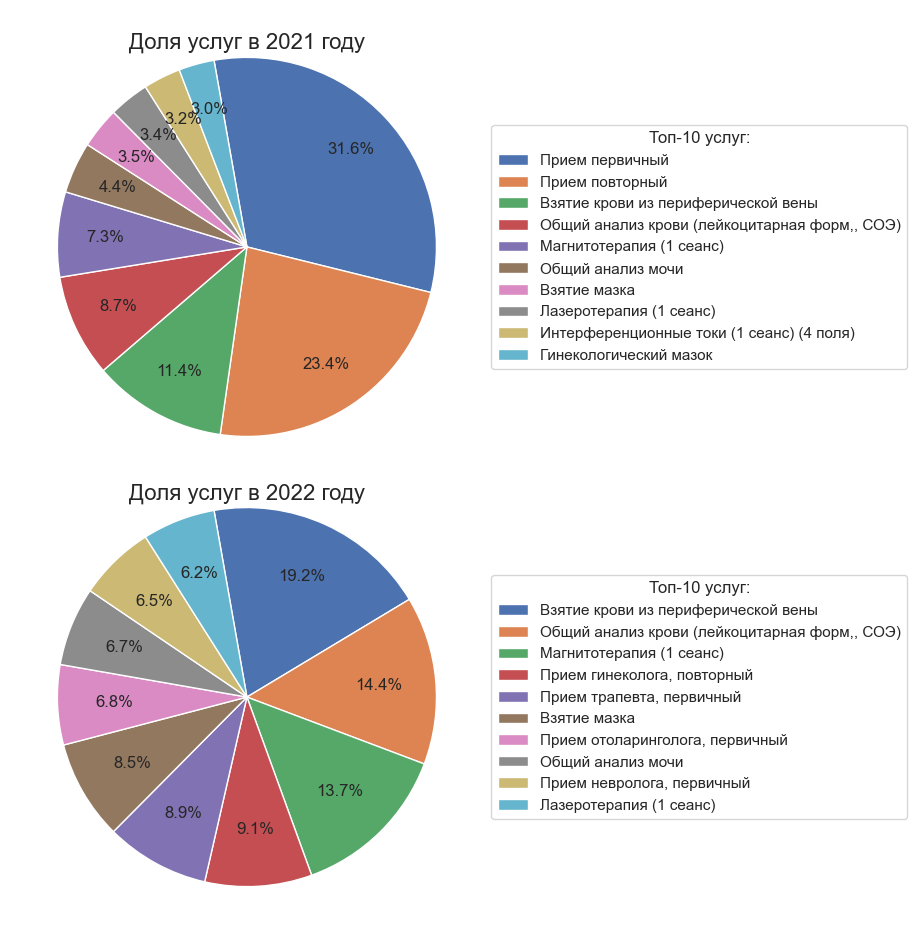 Доля услуг в 2021 году
31.6%
23.4%
11.4%
8.7%
7.3%
4.4%
3.5%
3.4%
3.2%
3.0%
Топ-10 услуг:
Прием первичный
Прием повторный
Взятие крови из периферической вены
Общий анализ крови (лейкоцитарная форм,, СОЭ)
Магнитотерапия (1 сеанс)
Общий анализ мочи
Взятие мазка
Лазеротерапия (1 сеанс)
Интерференционные токи (1 сеанс) (4 поля)
Гинекологический мазок
Доля услуг в 2022 году
19.2%
14.4%
13.7%
9.1%
8.9%
8.5%
6.8%
6.7%
6.5%
6.2%
Топ-10 услуг:
Взятие крови из периферической вены
Общий анализ крови (лейкоцитарная форм,, СОЭ)
Магнитотерапия (1 сеанс)
Прием гинеколога, повторный
Прием трапевта, первичный
Взятие мазка
Прием отоларинголога, первичный
Общий анализ мочи
Прием невролога, первичный
Лазеротерапия (1 сеанс)